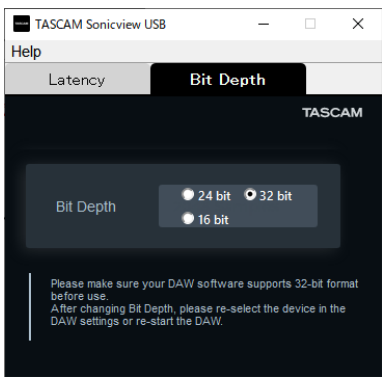 TASCAM Sonicview USB
Help
Latency Bit Depth
TASCAM
Bit Depth
24 bit 32 bit
16 bit
Please make sure your DAW software supports 32-bit format
before use.
After changing Bit Depth, please re-select the device in the
DAW settings or re-start the DAW.